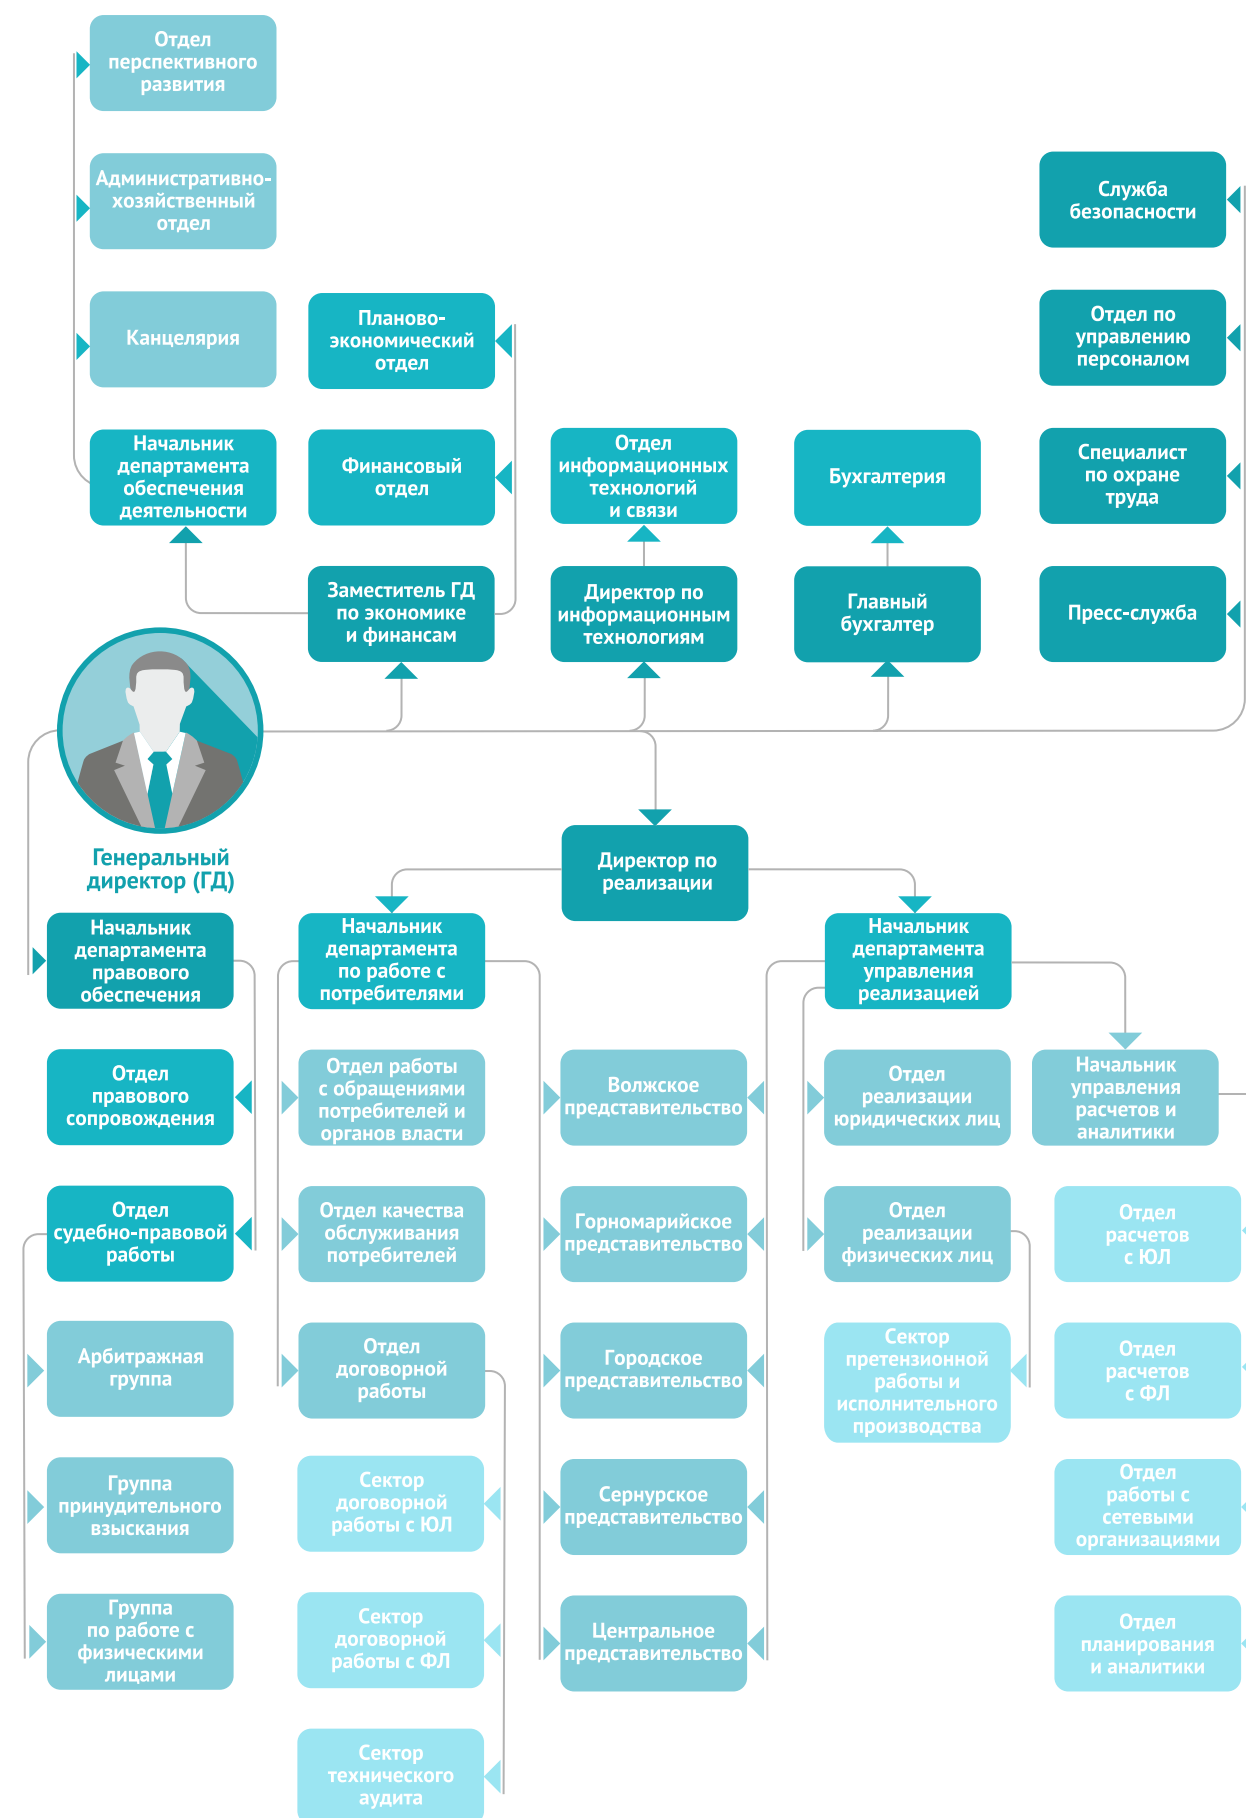 Отдел
перспективного
развития
Административно-
хозяйственный
отдел
Канцелярия
Начальник
департамента
обеспечения
деятельности
Планово-
экономический
отдел
Финансовый
отдел
Заместитель ГД
по экономике
и финансам
Отдел
информационных
технологий
и связи
Директор по
информационным
технологиям
Бухгалтерия
Главный
бухгалтер
Служба
безопасности
Отдел по
управлению
персоналом
Специалист
по охране
труда
Пресс-служба
Генеральный
директор (ГД)
Директор по
реализации
Начальник
департамента
правового
обеспечения
Отдел
правового
сопровождения
Отдел
судебно-правовой
работы
Арбитражная
группа
Группа
принудительного
взыскания
Группа
по работе с
физическими
лицами
Начальник
департамента
по работе с
потребителями
Отдел работы
с обращениями
потребителей и
органов власти
Отдел качества
обслуживания
потребителей
Отдел
договорной
работы
Сектор
договорной
работы с ЮЛ
Сектор
договорной
работы с ФЛ
Сектор
технического
аудита
Волжское
представительство
Горномарийское
представительство
Городское
представительство
Сернурское
представительство
Центральное
представительство
Начальник
департамента
управления
реализацией
Отдел
реализации
юридических лиц
Отдел
реализации
физических лиц
Сектор
претензионной
работы и
исполнительного
производства
Начальник
управления
расчетов и
аналитики
Отдел
расчетов
с ЮЛ
Отдел
расчетов
с ФЛ
Отдел
работы с
сетевыми
организациями
Отдел
планирования
и аналитики